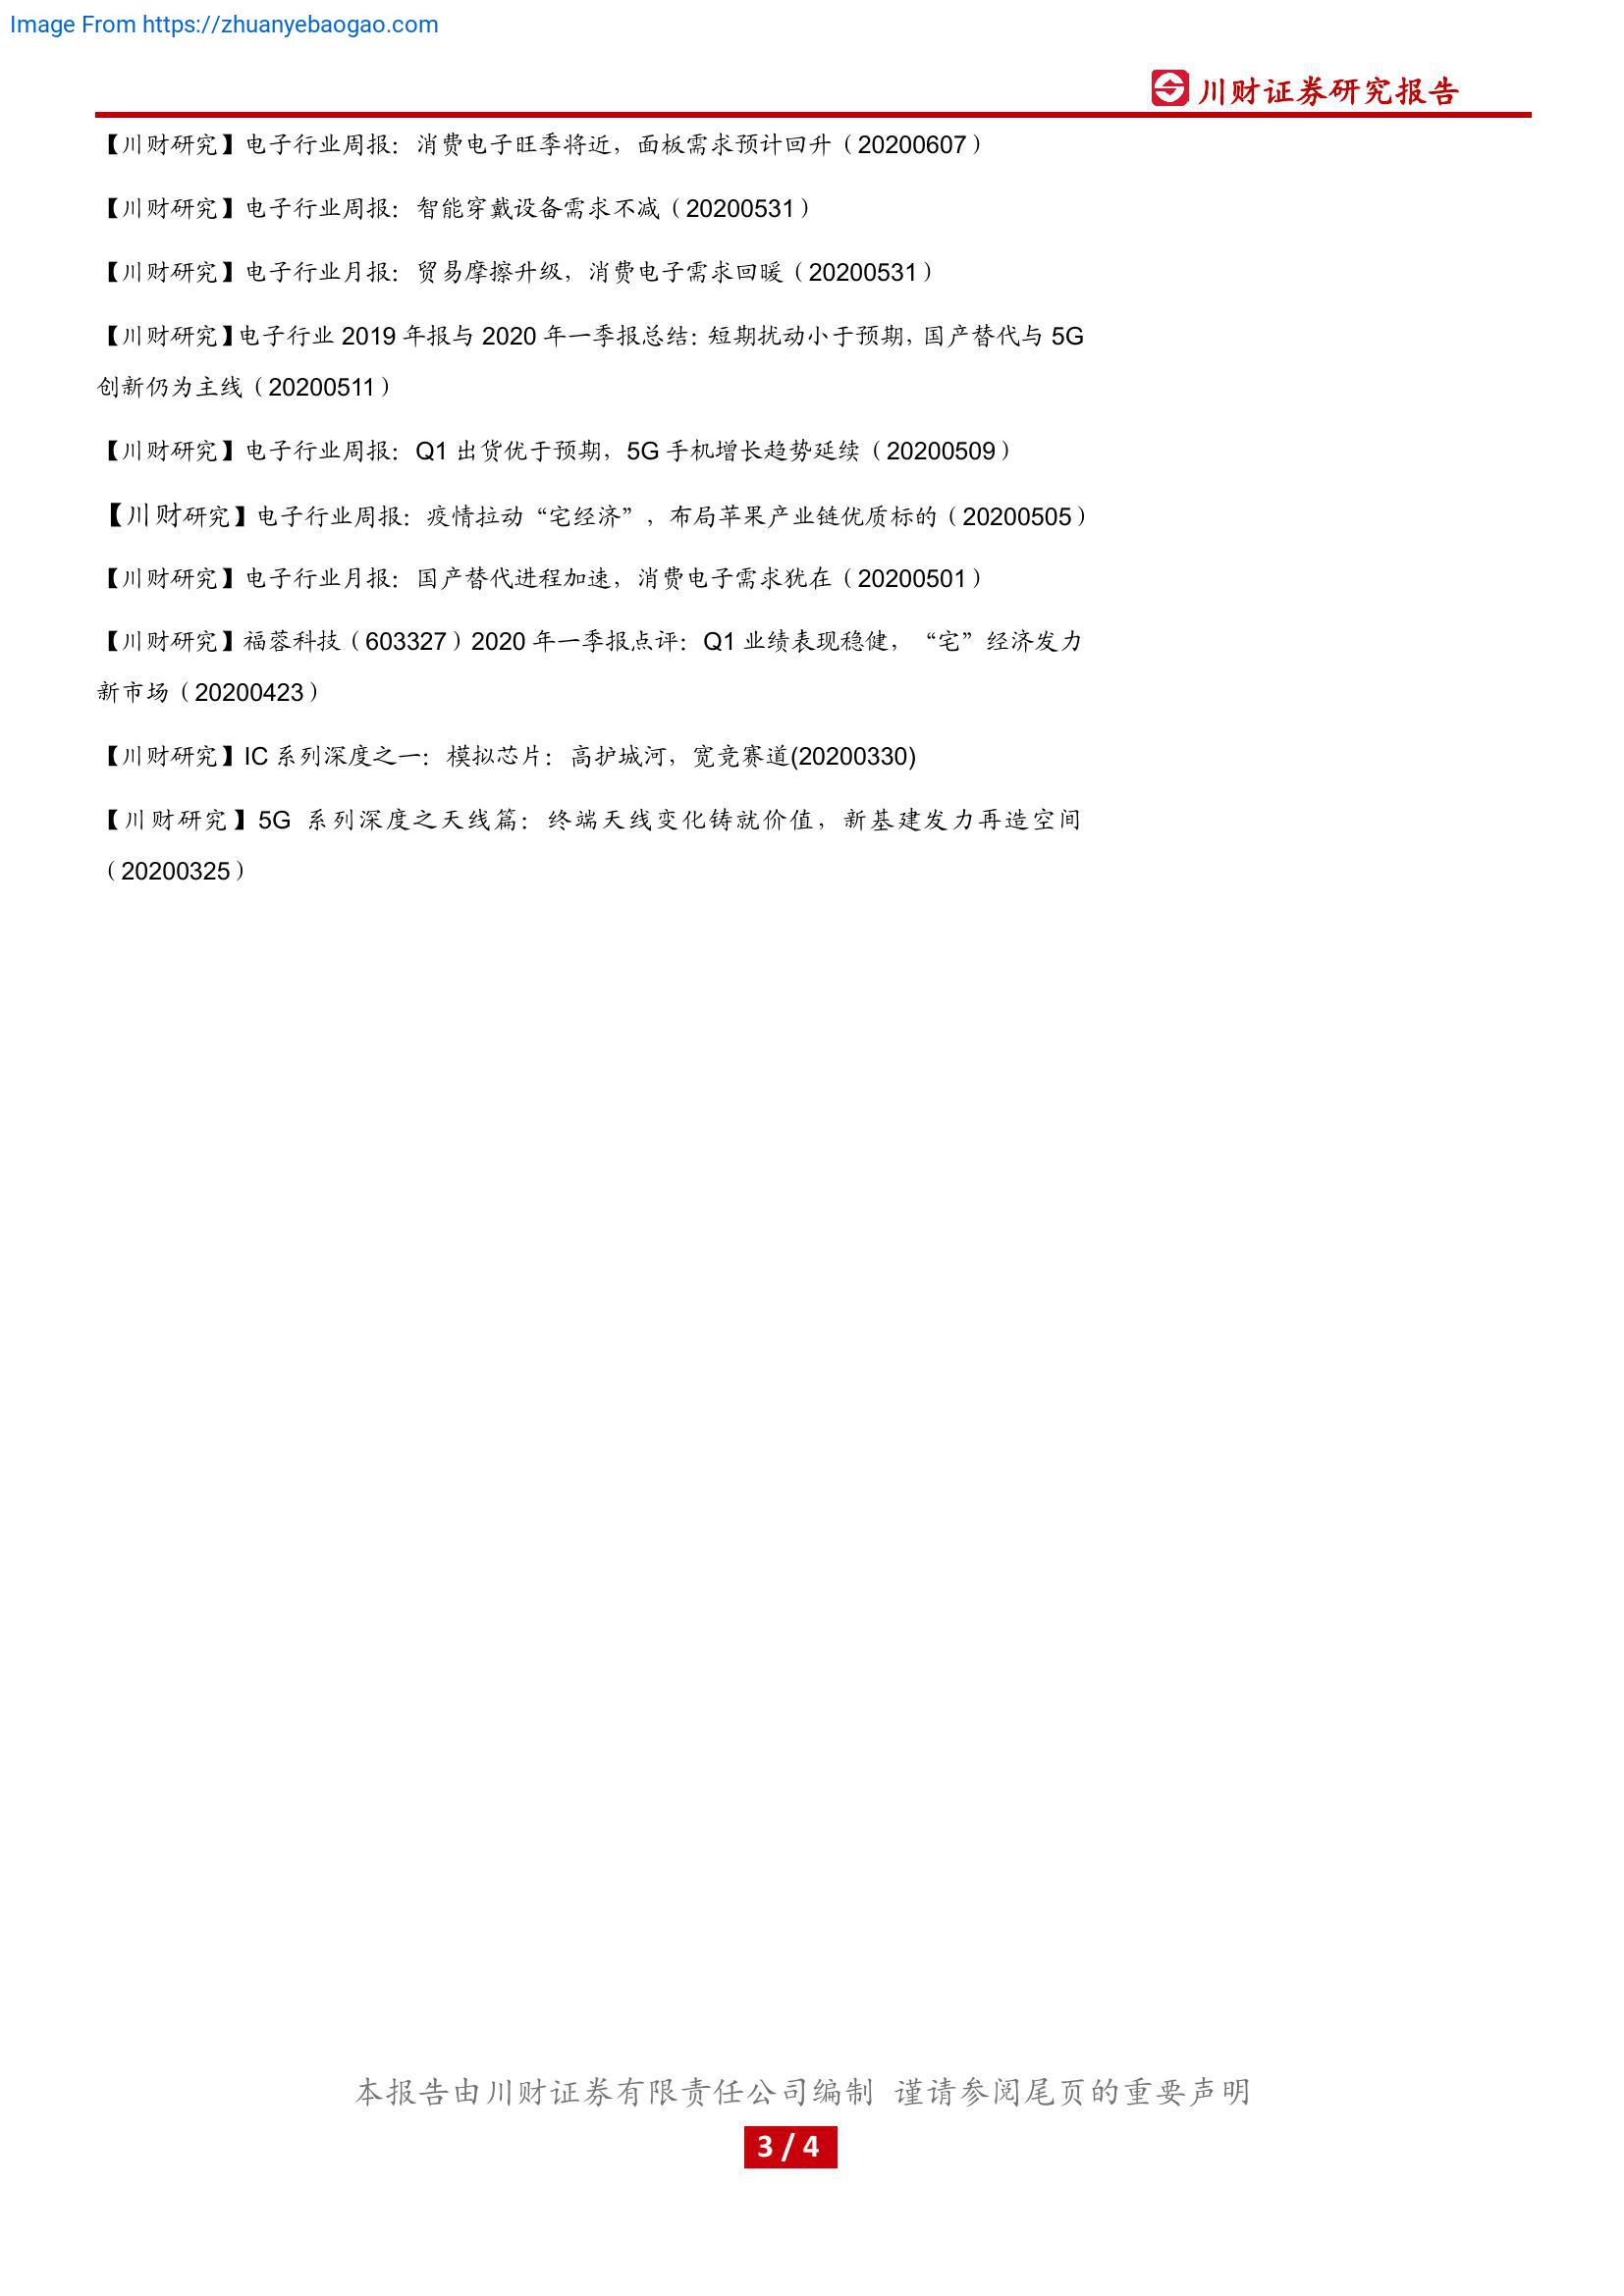 Image From https://zhuanyebaogao.com
川财证券研究报告
【川财研究】电子行业周报：消费电子旺季将近，面板需求预计回升（20200607）
【川财研究】电子行业周报：智能穿戴设备需求不减（20200531）
【川财研究】电子行业月报：贸易摩擦升级，消费电子需求回暖（20200531）
【川财研究】电子行业 2019 年报与 2020 年一季报总结：短期扰动小于预期，国产替代与 5G
创新仍为主线（20200511）
【川财研究】电子行业周报：Q1 出货优于预期，5G 手机增长趋势延续（20200509）
【川财研究】电子行业周报：疫情拉动“宅经济”，布局苹果产业链优质标的（20200505）
【川财研究】电子行业月报：国产替代进程加速，消费电子需求犹在（20200501）
【川财研究】福蓉科技（603327）2020 年一季报点评：Q1 业绩表现稳健，“宅”经济发力
新市场（20200423）
【川财研究】IC 系列深度之一：模拟芯片：高护城河，宽竞赛道(20200330)
【川财研究】5G 系列深度之天线篇：终端天线变化铸就价值，新基建发力再造空间
（20200325）
本报告由川财证券有限责任公司编制 谨请参阅尾页的重要声明
3 / 4